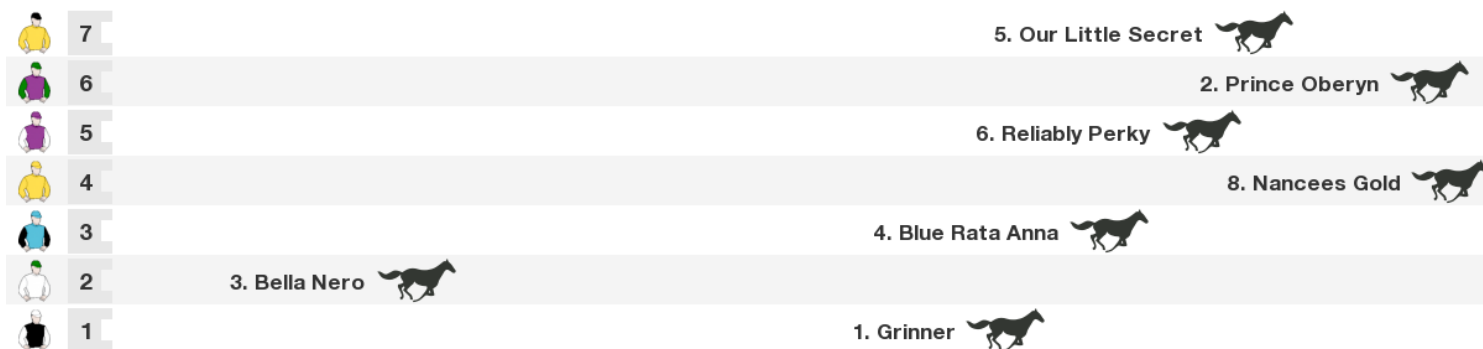 7 5. Our Little Secret
6 2. Prince Oberyn
5 6. Reliably Perky
4 8. Nancees Gold
3 4. Blue Rata Anna
2 3. Bella Nero
1 1. Grinner